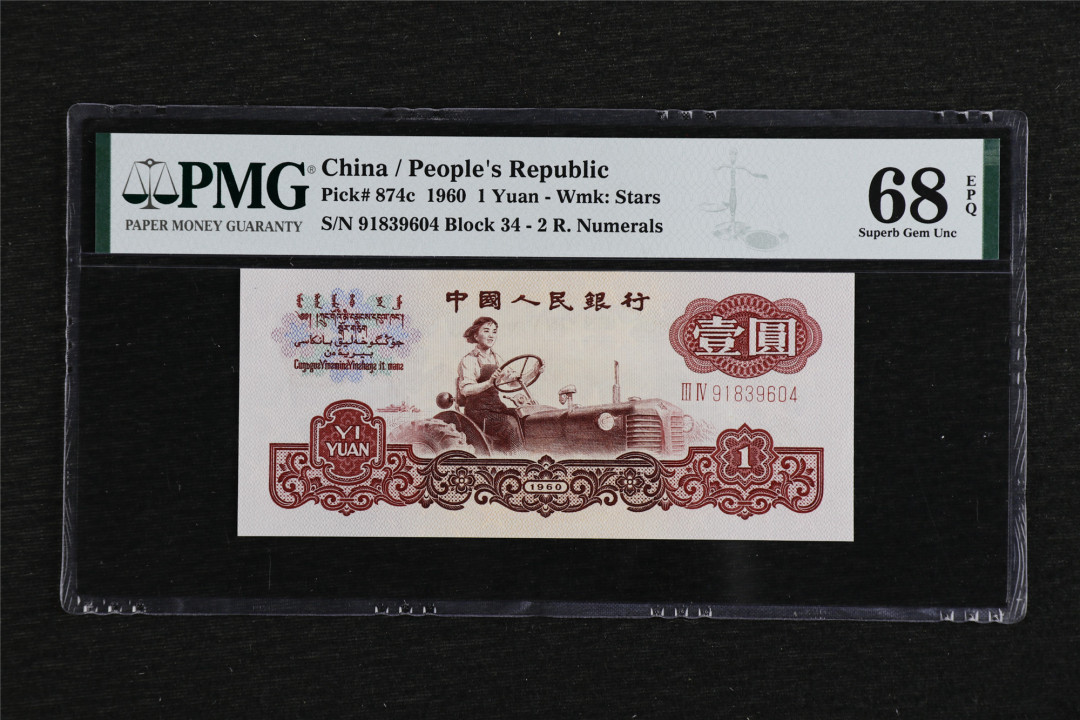 PMG®
PAPER MONEY GUARANTY
China / People's Republic
Pick# 874c 1960 1 Yuan - Wmk: Stars
S/N 91839604 Block 34 - 2 R. Numerals
68 EPQ
Superb Gem Unc
中國人民銀行
壹圓
III IV 91839604
YI
YUAN
1960
1